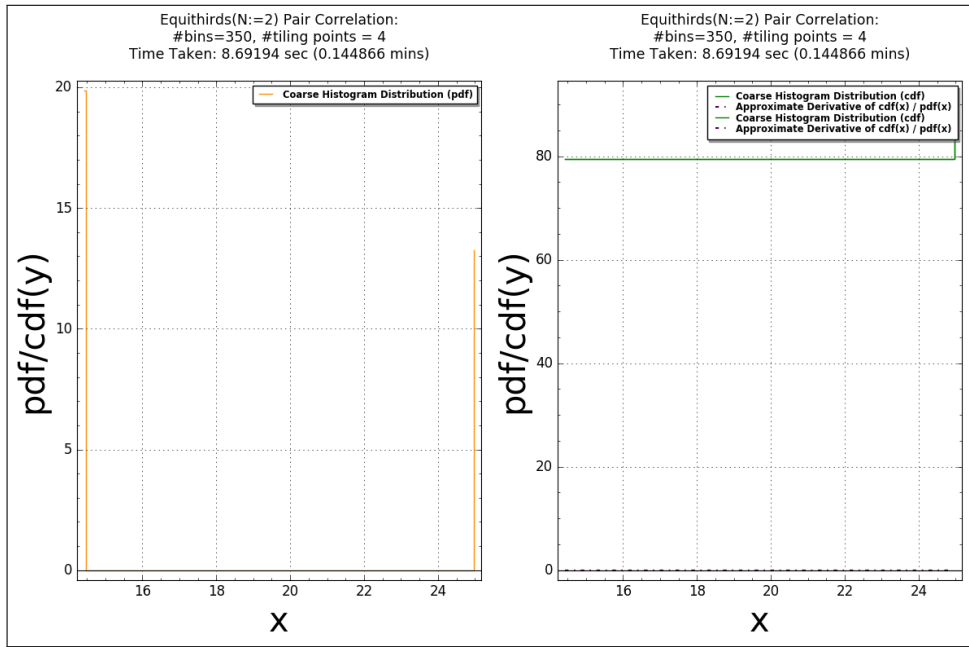 Equithirds(N:=2) Pair Correlation:
#bins=350, #tiling points = 4
Time Taken: 8.69194 sec (0.144866 mins)
Coarse Histogram Distribution (pdf)
20
15
10
5
0
16
18
20
22
24
x
pdf/cdf(y)
Equithirds(N:=2) Pair Correlation:
#bins=350, #tiling points = 4
Time Taken: 8.69194 sec (0.144866 mins)
Coarse Histogram Distribution (cdf)
Approximate Derivative of cdf(x) / pdf(x)
Coarse Histogram Distribution (cdf)
Approximate Derivative of cdf(x) / pdf(x)
80
60
40
20
0
16
18
20
22
24
x
pdf/cdf(y)